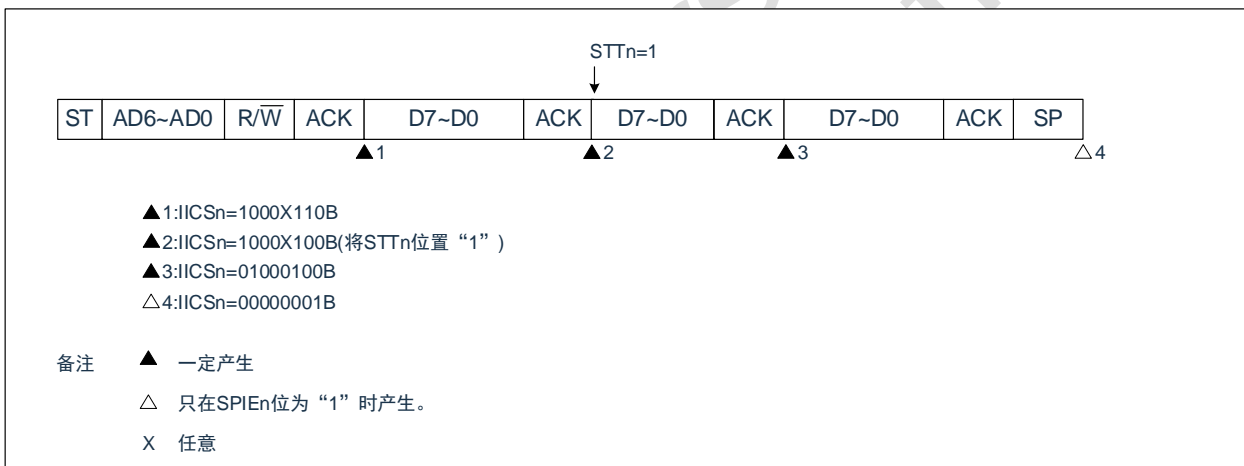 STTn=1
ST AD6~AD0 R/W̅ ACK D7~D0 ACK D7~D0 ACK D7~D0 ACK SP
▲1 ▲2 ▲3 △4
▲1:IICSn=1000X110B
▲2:IICSn=1000X100B(将STTn位置“1”)
▲3:IICSn=01000100B
△4:IICSn=00000001B
备注 ▲ 一定产生
△ 只在SPIEn位为“1”时产生。
X 任意